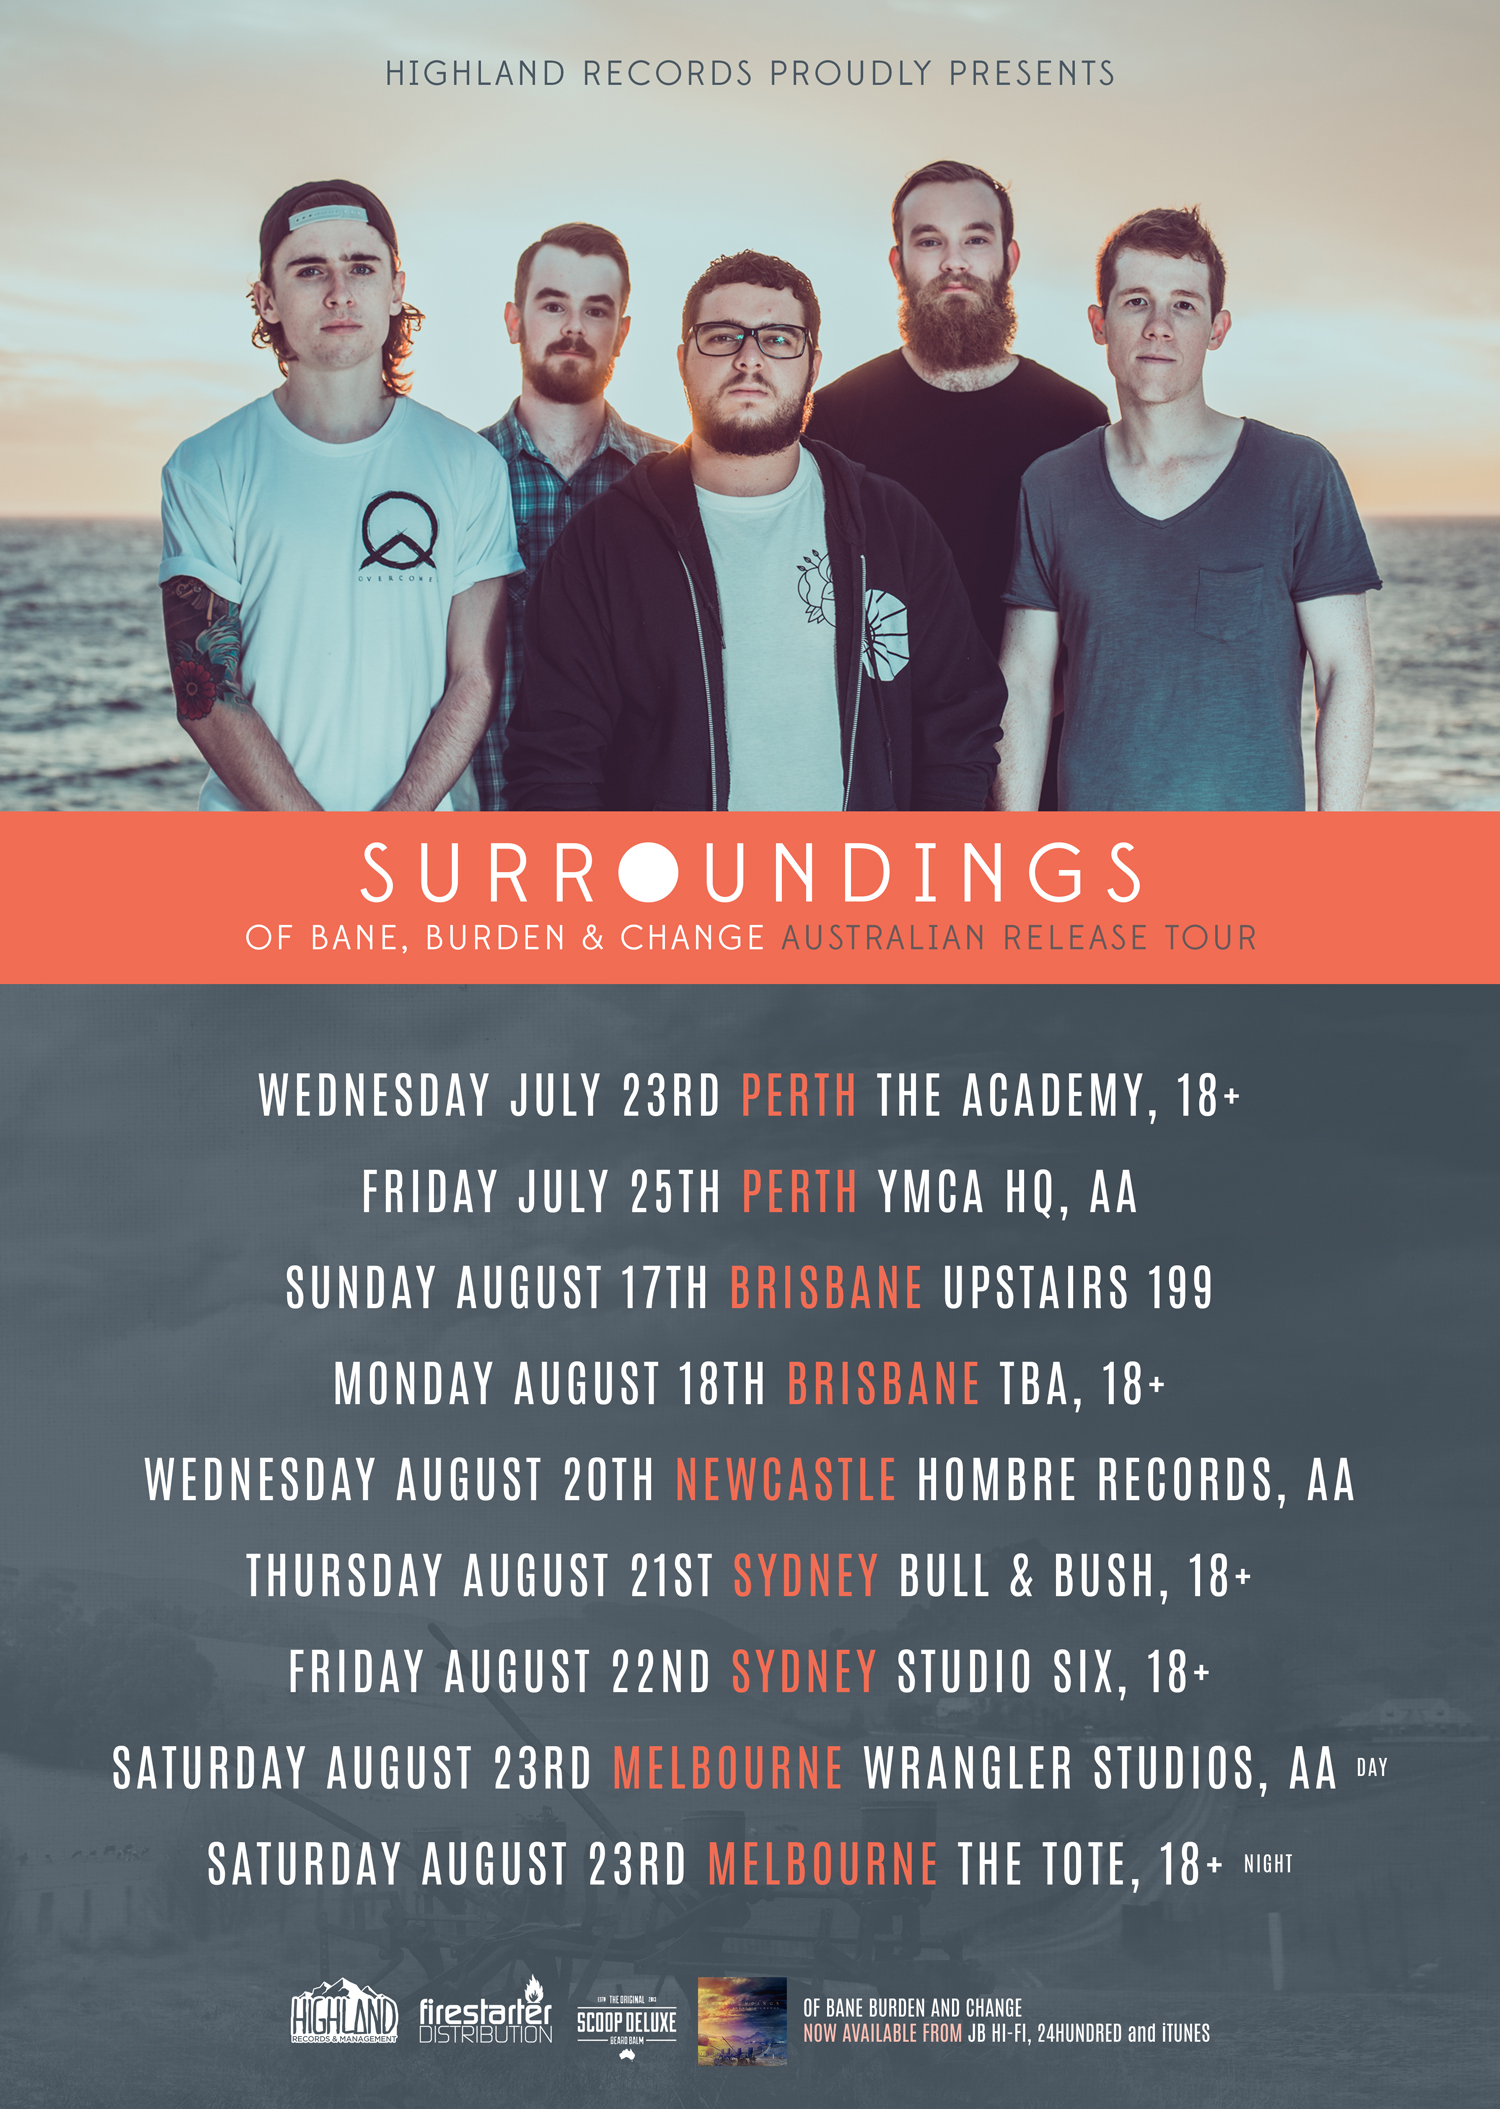 HIGHLAND RECORDS PROUDLY PRESENTS
OVERCOME
SURROUNDINGS
OF BANE, BURDEN & CHANGE AUSTRALIAN RELEASE TOUR
WEDNESDAY JULY 23RD PERTH THE ACADEMY, 18+
FRIDAY JULY 25TH PERTH YMCA HQ, AA
SUNDAY AUGUST 17TH BRISBANE UPSTAIRS 199
MONDAY AUGUST 18TH BRISBANE TBA, 18+
WEDNESDAY AUGUST 20TH NEWCASTLE HOMBRE RECORDS, AA
THURSDAY AUGUST 21ST SYDNEY BULL & BUSH, 18+
FRIDAY AUGUST 22ND SYDNEY STUDIO SIX, 18+
SATURDAY AUGUST 23RD MELBOURNE WRANGLER STUDIOS, AA DAY
SATURDAY AUGUST 23RD MELBOURNE THE TOTE, 18+ NIGHT
HIGHLAND
RECORDS & MANAGEMENT
firestarter
DISTRIBUTION
ESTD THE ORIGINAL 2013
SCOOP DELUXE
BEARD BALM
OF BANE BURDEN AND CHANGE
NOW AVAILABLE FROM JB HI-FI, 24HUNDRED and iTUNES